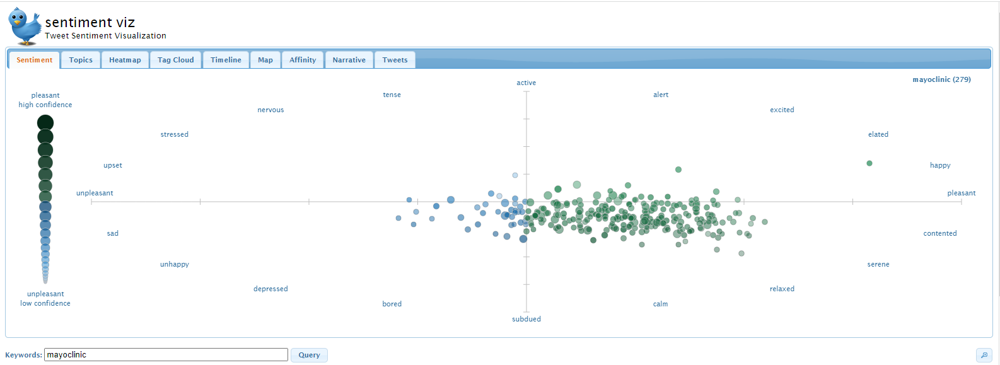 sentiment viz
Tweet Sentiment Visualization
Sentiment Topics Heatmap Tag Cloud Timeline Map Affinity Narrative Tweets
mayoclinic (279)
pleasant
high confidence
unpleasant
low confidence
active
tense
alert
nervous
excited
stressed
elated
upset
happy
unpleasant
pleasant
sad
contented
unhappy
serene
depressed
relaxed
bored
calm
subdued
Keywords: mayoclinic Query